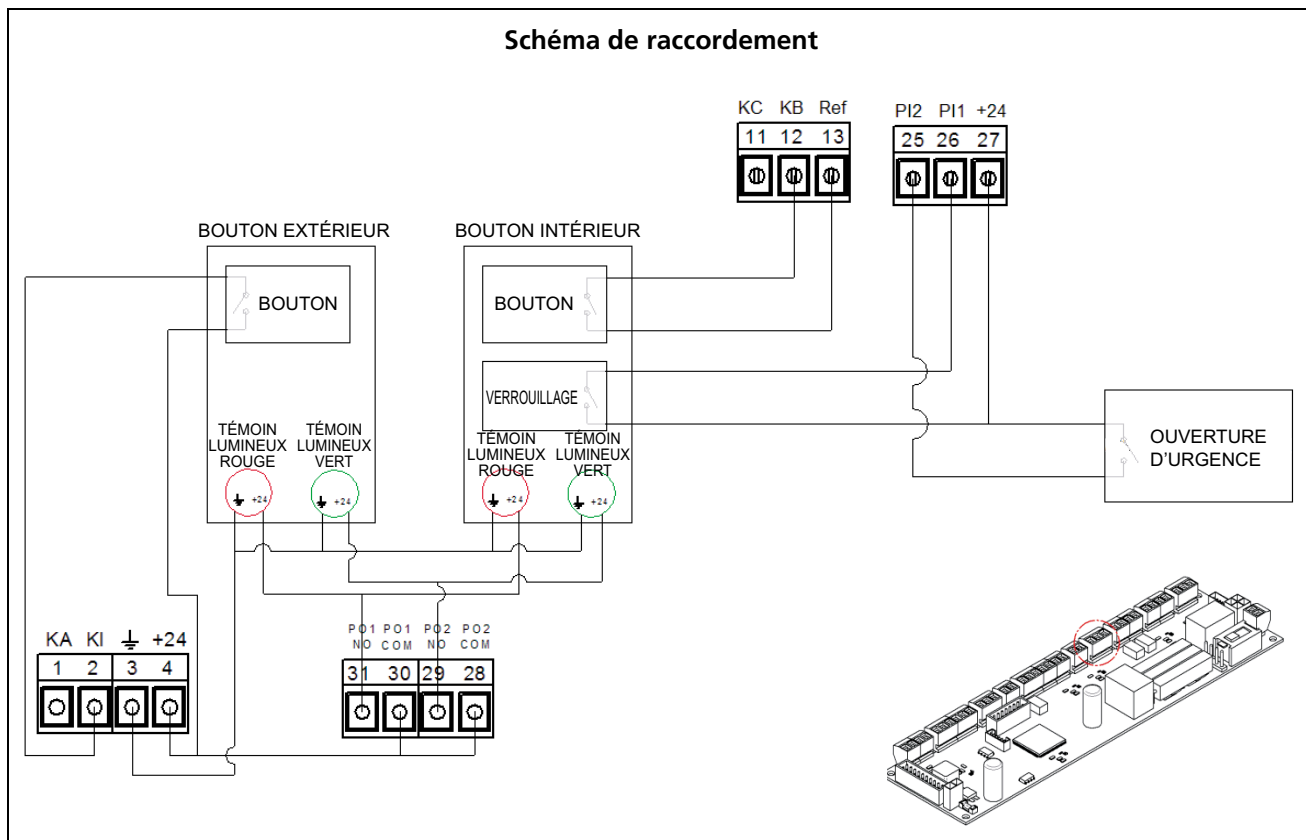 Schéma de raccordement
KC KB Ref
11 12 13
PI2 PI1 +24
25 26 27
BOUTON EXTÉRIEUR
BOUTON
TÉMOIN LUMINEUX ROUGE
TÉMOIN LUMINEUX VERT
+24
+24
BOUTON INTÉRIEUR
BOUTON
VERROUILLAGE
TÉMOIN LUMINEUX ROUGE
TÉMOIN LUMINEUX VERT
+24
+24
OUVERTURE
D'URGENCE
KA KI +24
1 2 3 4
PO1 PO1 PO2 PO2
NO COM NO COM
31 30 29 28